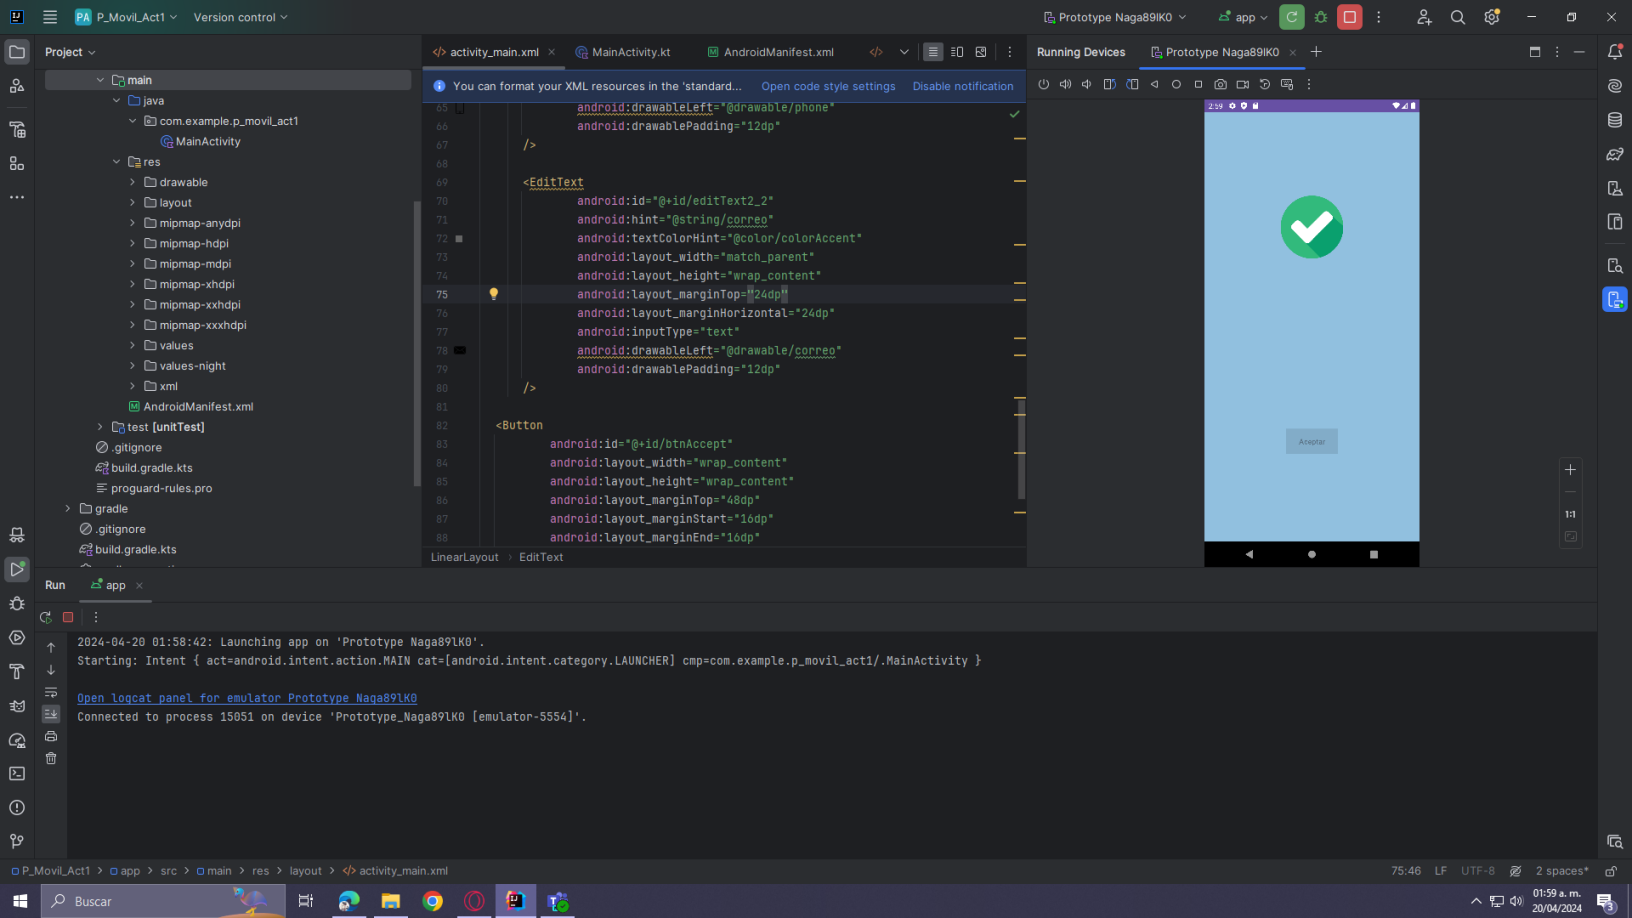 PA P_Movil_Act1 Version control Prototype Naga89lK0 app
Project
activity_main.xml MainActivity.kt AndroidManifest.xml
Running Devices Prototype Naga89lK0
You can format your XML resources in the 'standard... Open code style settings Disable notification
main
java
com.example.p_movil_act1
MainActivity
res
drawable
layout
mipmap-anydpi
mipmap-hdpi
mipmap-mdpi
mipmap-xhdpi
mipmap-xxhdpi
mipmap-xxxhdpi
values
values-night
xml
AndroidManifest.xml
test [unitTest]
.gitignore
build.gradle.kts
proguard-rules.pro
gradle
.gitignore
build.gradle.kts
65 android:drawableLeft="@drawable/phone"
66 android:drawablePadding="12dp"
67 />
68
69 <EditText
70 android:id="@+id/editText2_2"
71 android:hint="@string/correo"
72 android:textColorHint="@color/colorAccent"
73 android:layout_width="match_parent"
74 android:layout_height="wrap_content"
75 android:layout_marginTop="24dp"
76 android:layout_marginHorizontal="24dp"
77 android:inputType="text"
78 android:drawableLeft="@drawable/correo"
79 android:drawablePadding="12dp"
80 />
81
82 <Button
83 android:id="@+id/btnAccept"
84 android:layout_width="wrap_content"
85 android:layout_height="wrap_content"
86 android:layout_marginTop="48dp"
87 android:layout_marginStart="16dp"
88 android:layout_marginEnd="16dp"
LinearLayout EditText
2:59
Aceptar
1:1
Run app
2024-04-20 01:58:42: Launching app on 'Prototype Naga89lK0'.
Starting: Intent { act=android.intent.action.MAIN cat=[android.intent.category.LAUNCHER] cmp=com.example.p_movil_act1/.MainActivity }
Open logcat panel for emulator Prototype Naga89lK0
Connected to process 15051 on device 'Prototype_Naga89lK0 [emulator-5554]'.
P_Movil_Act1 > app > src > main > res > layout > activity_main.xml
75:46 LF UTF-8 2 spaces*
Buscar
01:59 a. m.
20/04/2024
3